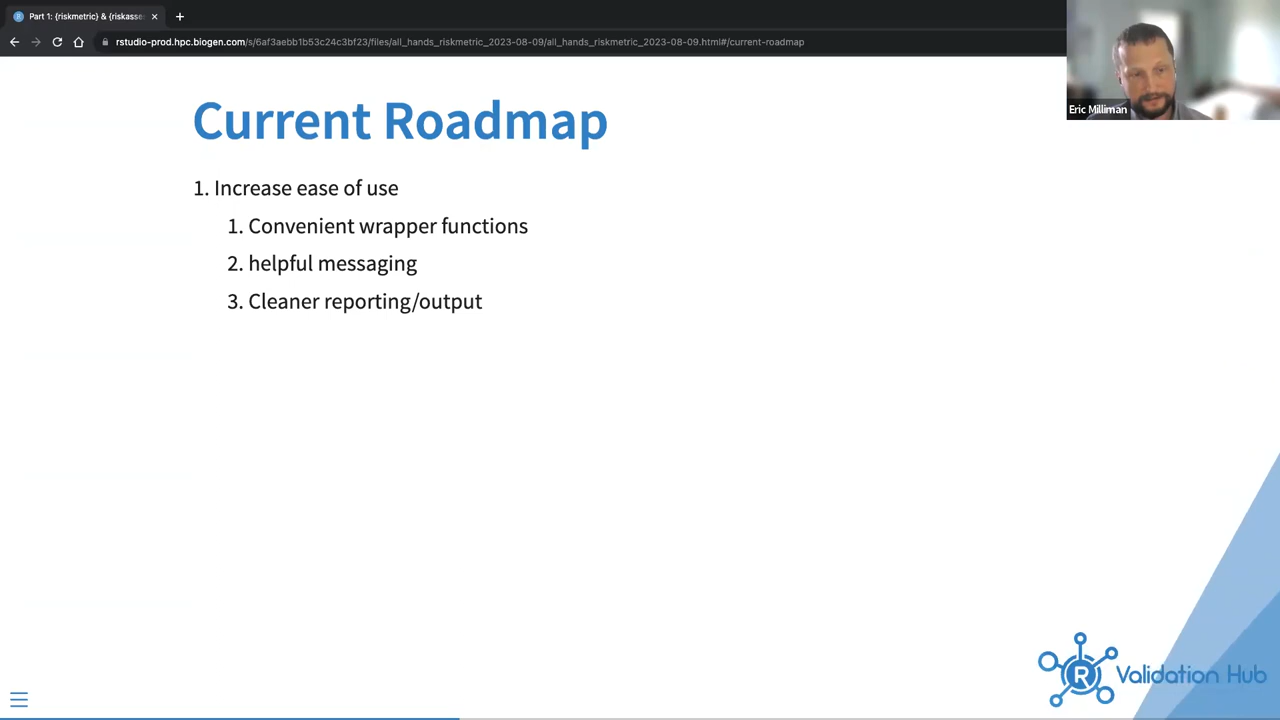 Part 1: {riskmetric} & {riskasse
rstudio-prod.hpc.biogen.com/s/6af3aebb1b53c24c3bf23/files/all_hands_riskmetric_2023-08-09/all_hands_riskmetric_2023-08-09.html#/current-roadmap
Eric Milliman
Current Roadmap
1. Increase ease of use
1. Convenient wrapper functions
2. helpful messaging
3. Cleaner reporting/output
R Validation Hub